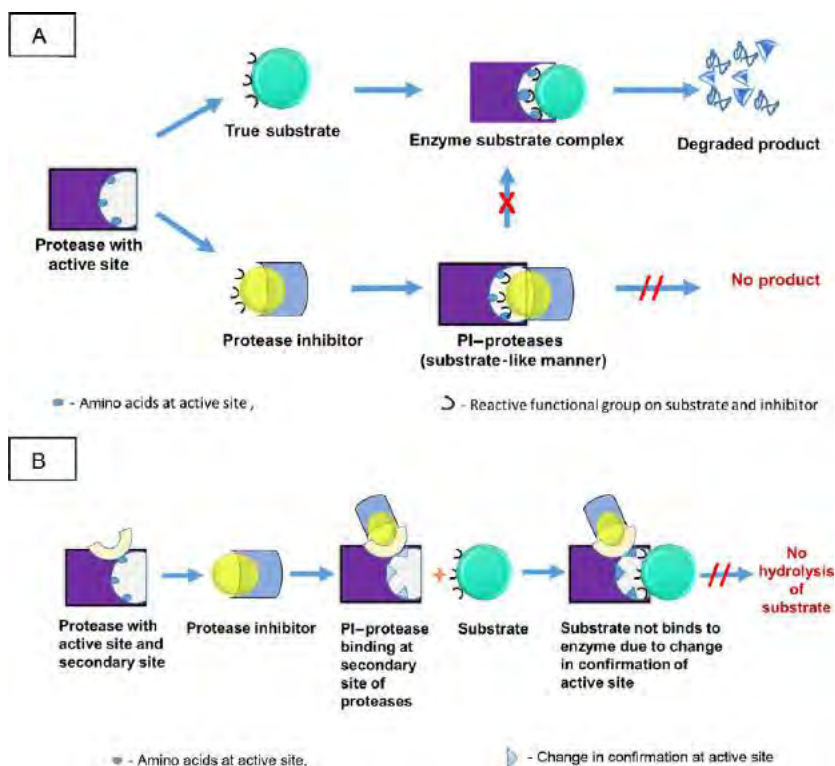 A
True substrate
Enzyme substrate complex
Degraded product
Protease with
active site
X
Protease inhibitor
PI–proteases
(substrate-like manner)
//
No product
- Amino acids at active site ,
- Reactive functional group on substrate and inhibitor
B
Protease with
active site and
secondary site
Protease inhibitor
PI–protease
binding at
secondary
site of
proteases
+
Substrate
Substrate not binds to
enzyme due to change
in confirmation of
active site
//
No
hydrolysis
of
substrate
- Amino acids at active site.
- Change in confirmation at active site